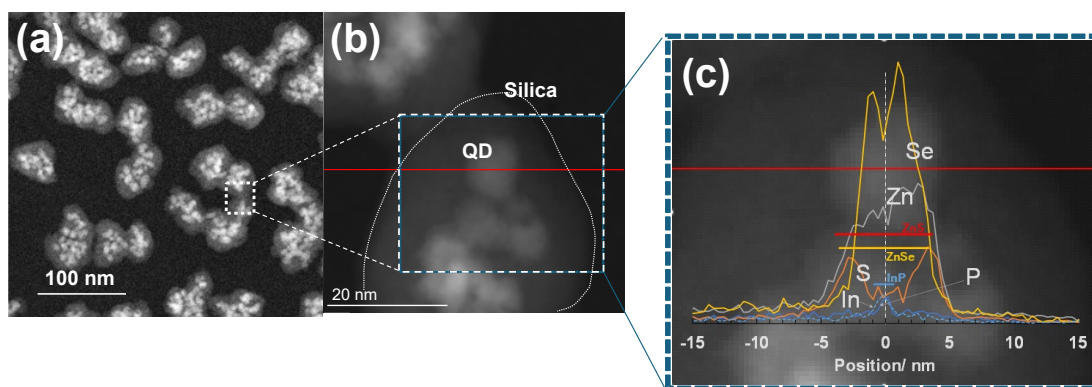 (a)
100 nm
(b)
Silica
QD
20 nm
(c)
Se
Zn
ZnS
ZnSe
S
InP
P
In
-15 -10 -5 0 5 10 15
Position/ nm